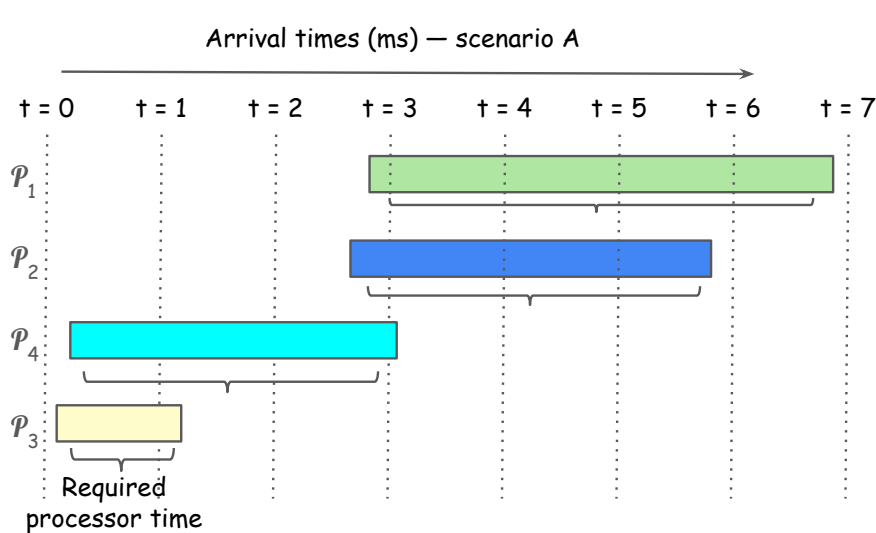 Arrival times (ms) — scenario A
t = 0 t = 1 t = 2 t = 3 t = 4 t = 5 t = 6 t = 7
𝒫1
𝒫2
𝒫4
𝒫3
Required
processor time